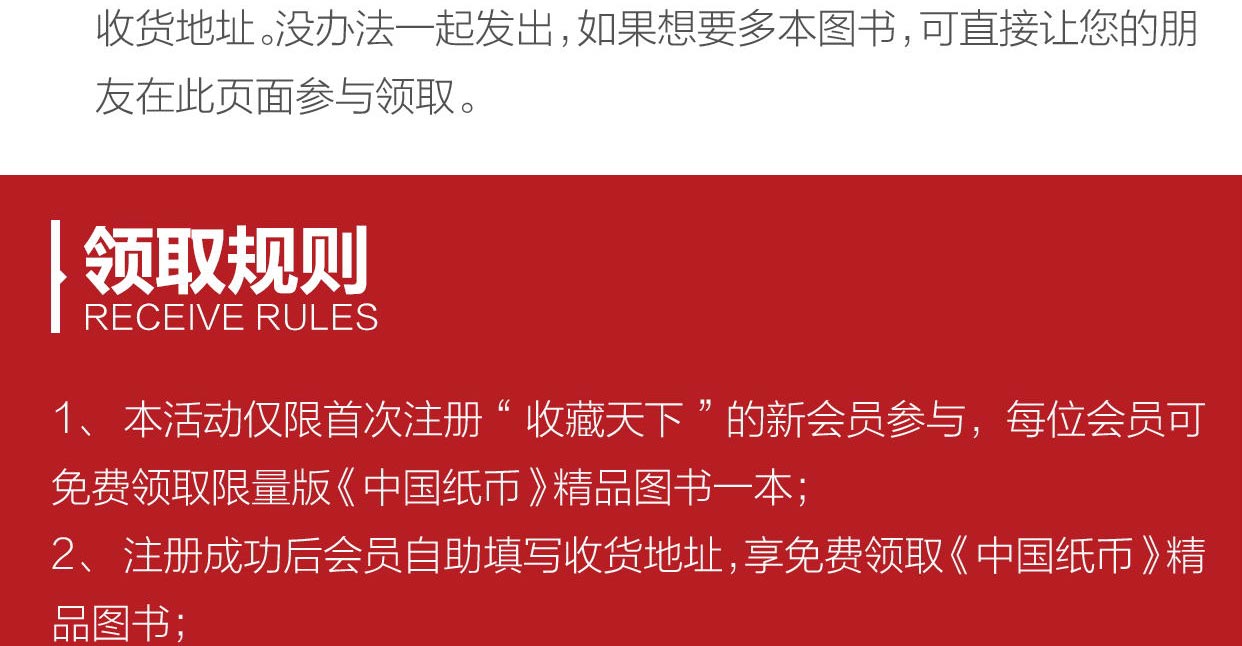 收货地址。没办法一起发出,如果想要多本图书,可直接让您的朋
友在此页面参与领取。
领取规则
RECEIVE RULES
1、 本活动仅限首次注册“收藏天下”的新会员参与, 每位会员可
免费领取限量版《中国纸币》精品图书一本;
2、 注册成功后会员自助填写收货地址,享免费领取《中国纸币》精
品图书;